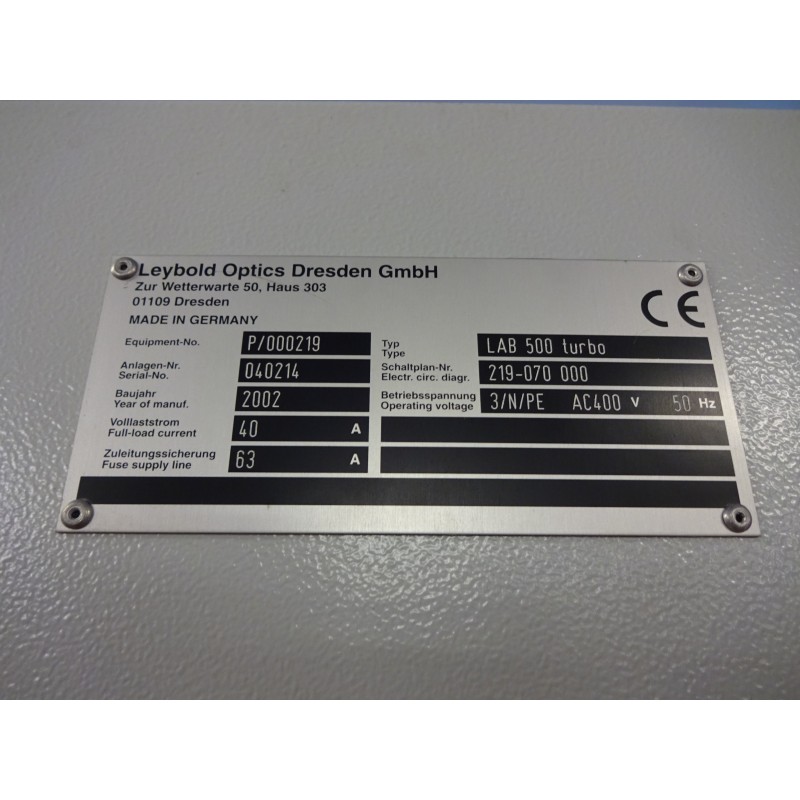 Leybold Optics Dresden GmbH
Zur Wetterwarte 50, Haus 303
01109 Dresden
MADE IN GERMANY
CE
Equipment-No. P/000219
Anlagen-Nr.
Serial-No. 040214
Baujahr
Year of manuf. 2002
Volllaststrom
Full-load current 40 A
Zuleitungssicherung
Fuse supply line 63 A
Typ
Type LAB 500 turbo
Schaltplan-Nr.
Electr. circ. diagr. 219-070 000
Betriebsspannung
Operating voltage 3/N/PE AC400 V 50 Hz